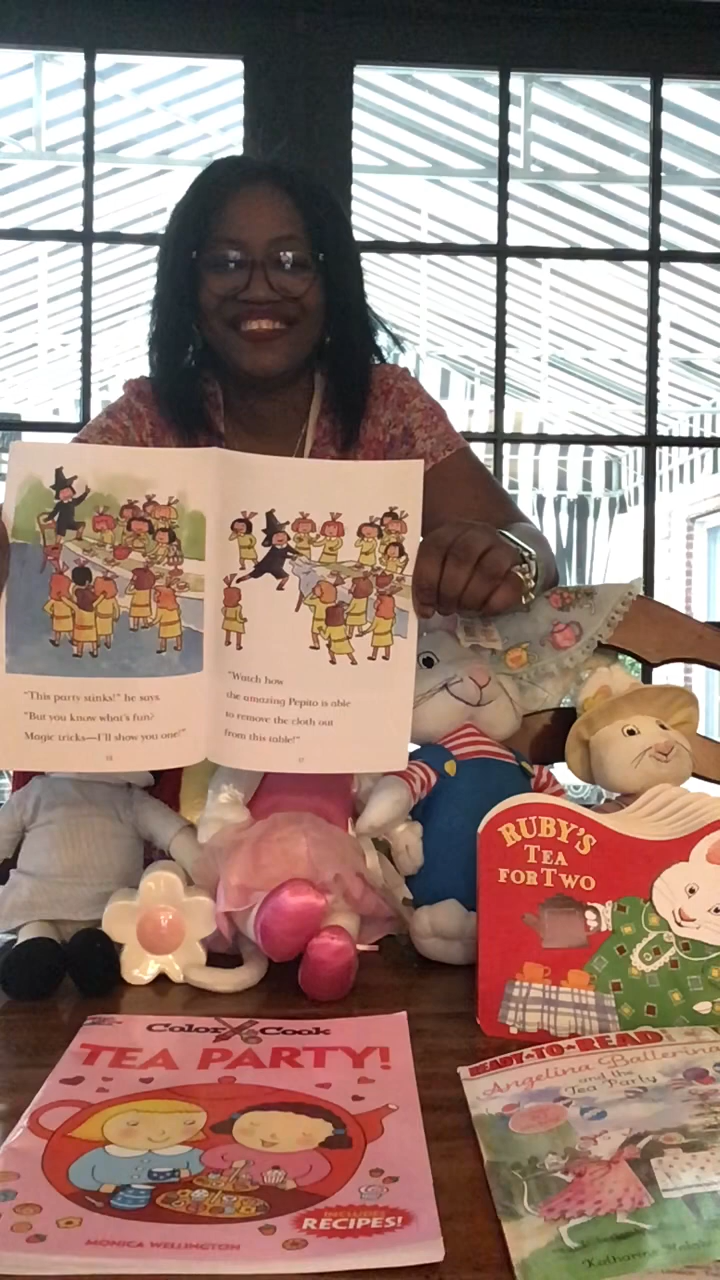 "This party stinks!" he says.
"But you know what's fun?
Magic tricks—I'll show you one!"
"Watch how
the amazing Pepito is able
to remove the cloth out
from this table!"
RUBY'S
TEA
FOR TWO
Color Cook
TEA PARTY!
INCLUDES
RECIPES!
MONICA WELLINGTON
READY-TO-READ
Angelina Ballerina
and the
Tea Party
Katharine